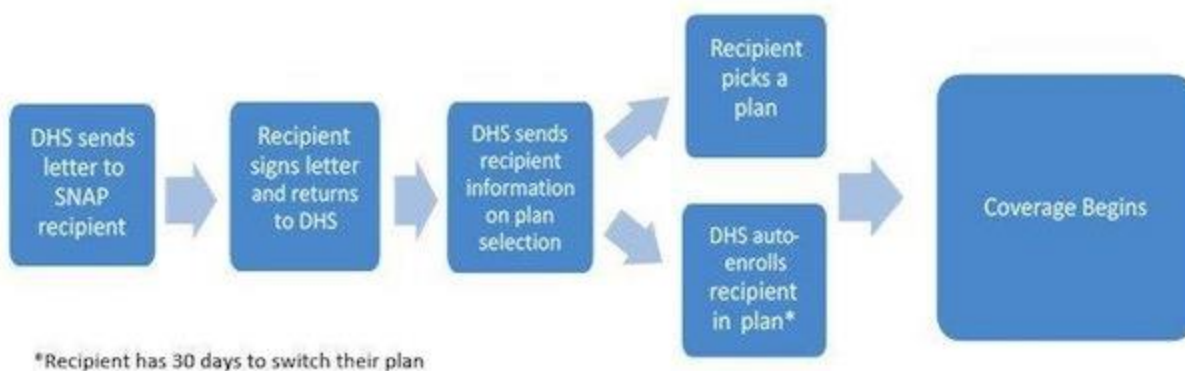 DHS sends
letter to
SNAP
recipient
Recipient
signs letter
and returns
to DHS
DHS sends
recipient
information
on plan
selection
Recipient
picks a
plan
DHS auto-
enrolls
recipient
in plan*
Coverage Begins
*Recipient has 30 days to switch their plan